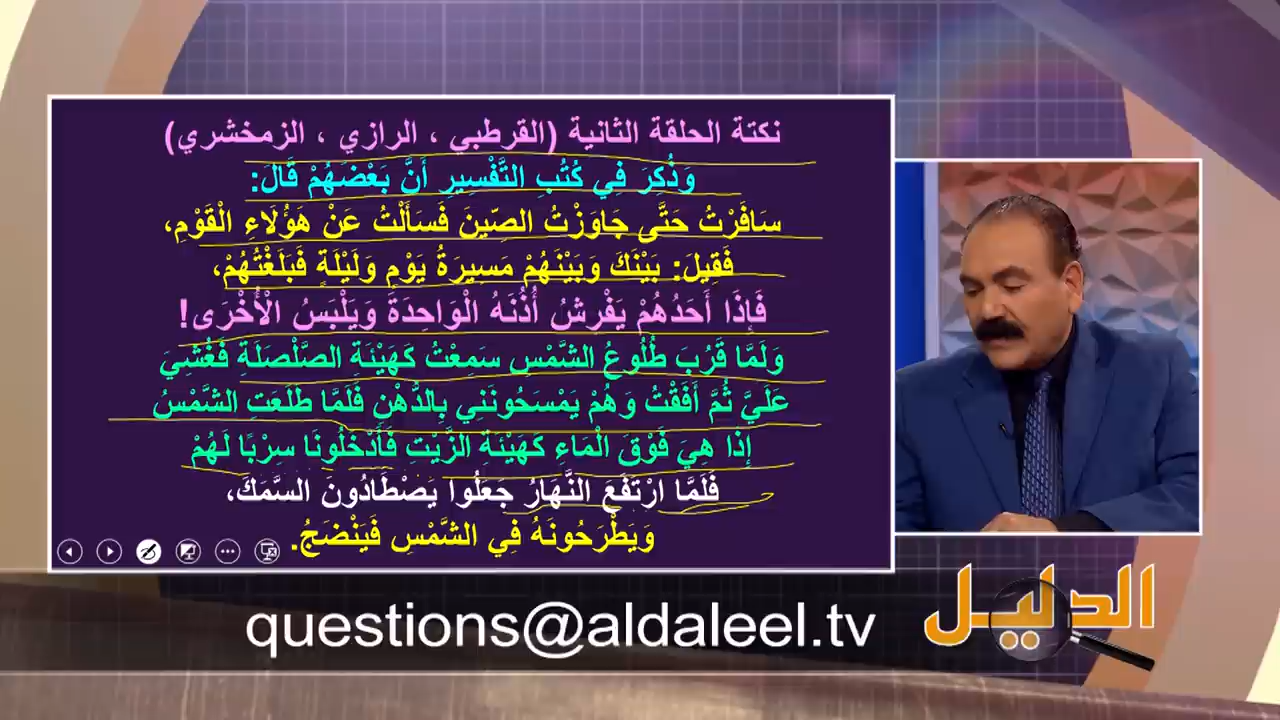 نكتة الحلقة الثانية (القرطبي ، الرازي ، الزمخشري)
وَذُكِرَ فِي كُتُبِ التَّفْسِيرِ أَنَّ بَعْضَهُمْ قَالَ:
سَافَرْتُ حَتَّى جَاوَزْتُ الصِّينَ فَسَأَلْتُ عَنْ هَؤُلَاءِ الْقَوْمِ،
فَقِيلَ: بَيْنَكَ وَبَيْنَهُمْ مَسِيرَةُ يَوْمٍ وَلَيْلَةٍ فَبَلَغْتُهُمْ،
فَإِذَا أَحَدُهُمْ يَفْرِشُ أُذُنَهُ الْوَاحِدَةَ وَيَلْبَسُ الْأُخْرَى!
وَلَمَّا قَرُبَ طُلُوعُ الشَّمْسِ سَمِعْتُ كَهَيْئَةِ الصَّلْصَلَةِ فَغُشِيَ
عَلَيَّ ثُمَّ أَفَقْتُ وَهُمْ يَمْسَحُونَنِي بِالدُّهْنِ فَلَمَّا طَلَعَتِ الشَّمْسُ
إِذَا هِيَ فَوْقَ الْمَاءِ كَهَيْئَةِ الزَّيْتِ فَأَدْخَلُونَا سِرْبًا لَهُمْ
فَلَمَّا ارْتَفَعَ النَّهَارُ جَعَلُوا يَصْطَادُونَ السَّمَكَ،
وَيَطْرَحُونَهُ فِي الشَّمْسِ فَيَنْضَجُ.
questions@aldaleel.tv
الدليل